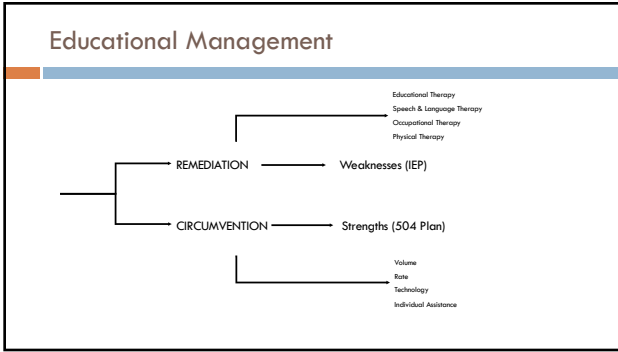 Educational Management
Educational Therapy
Speech & Language Therapy
Occupational Therapy
Physical Therapy
REMEDIATION
Weaknesses (IEP)
CIRCUMVENTION
Strengths (504 Plan)
Volume
Rate
Technology
Individual Assistance